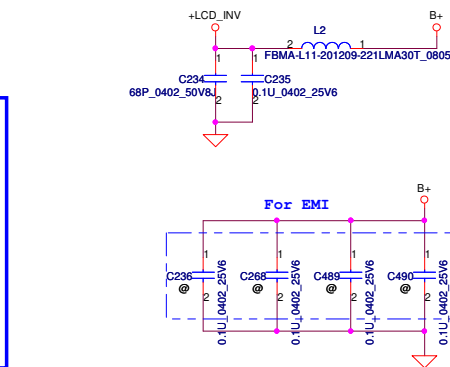 +LCD_INV
B+
L2
2
1
FBMA-L11-201209-221LMA30T_0805
1
1
C234
C235
68P_0402_50V8J
0.1U_0402_25V6
2
2
B+
For EMI
1
1
1
1
C236
C268
C489
C490
@
@
@
@
2
2
2
2
0.1U_0402_25V6
0.1U_0402_25V6
0.1U_0402_25V6
0.1U_0402_25V6